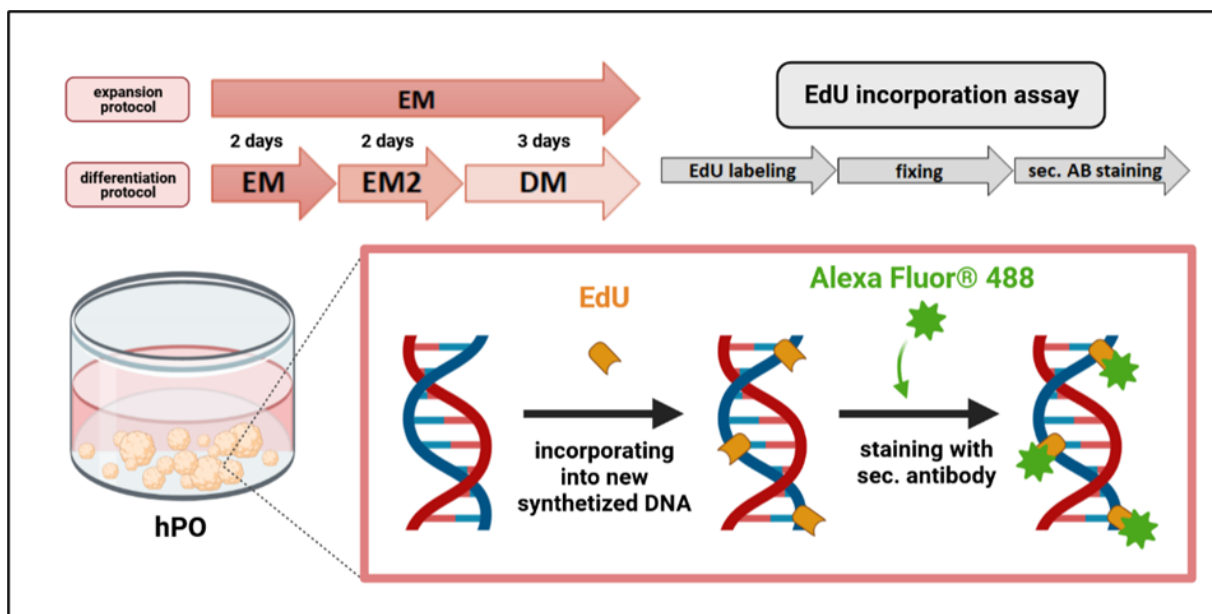 expansion
protocol
EM
EdU incorporation assay
2 days
2 days
3 days
differentiation
protocol
EM
EM2
DM
EdU labeling
fixing
sec. AB staining
hPO
EdU
Alexa Fluor® 488
incorporating
into new
synthetized DNA
staining with
sec. antibody